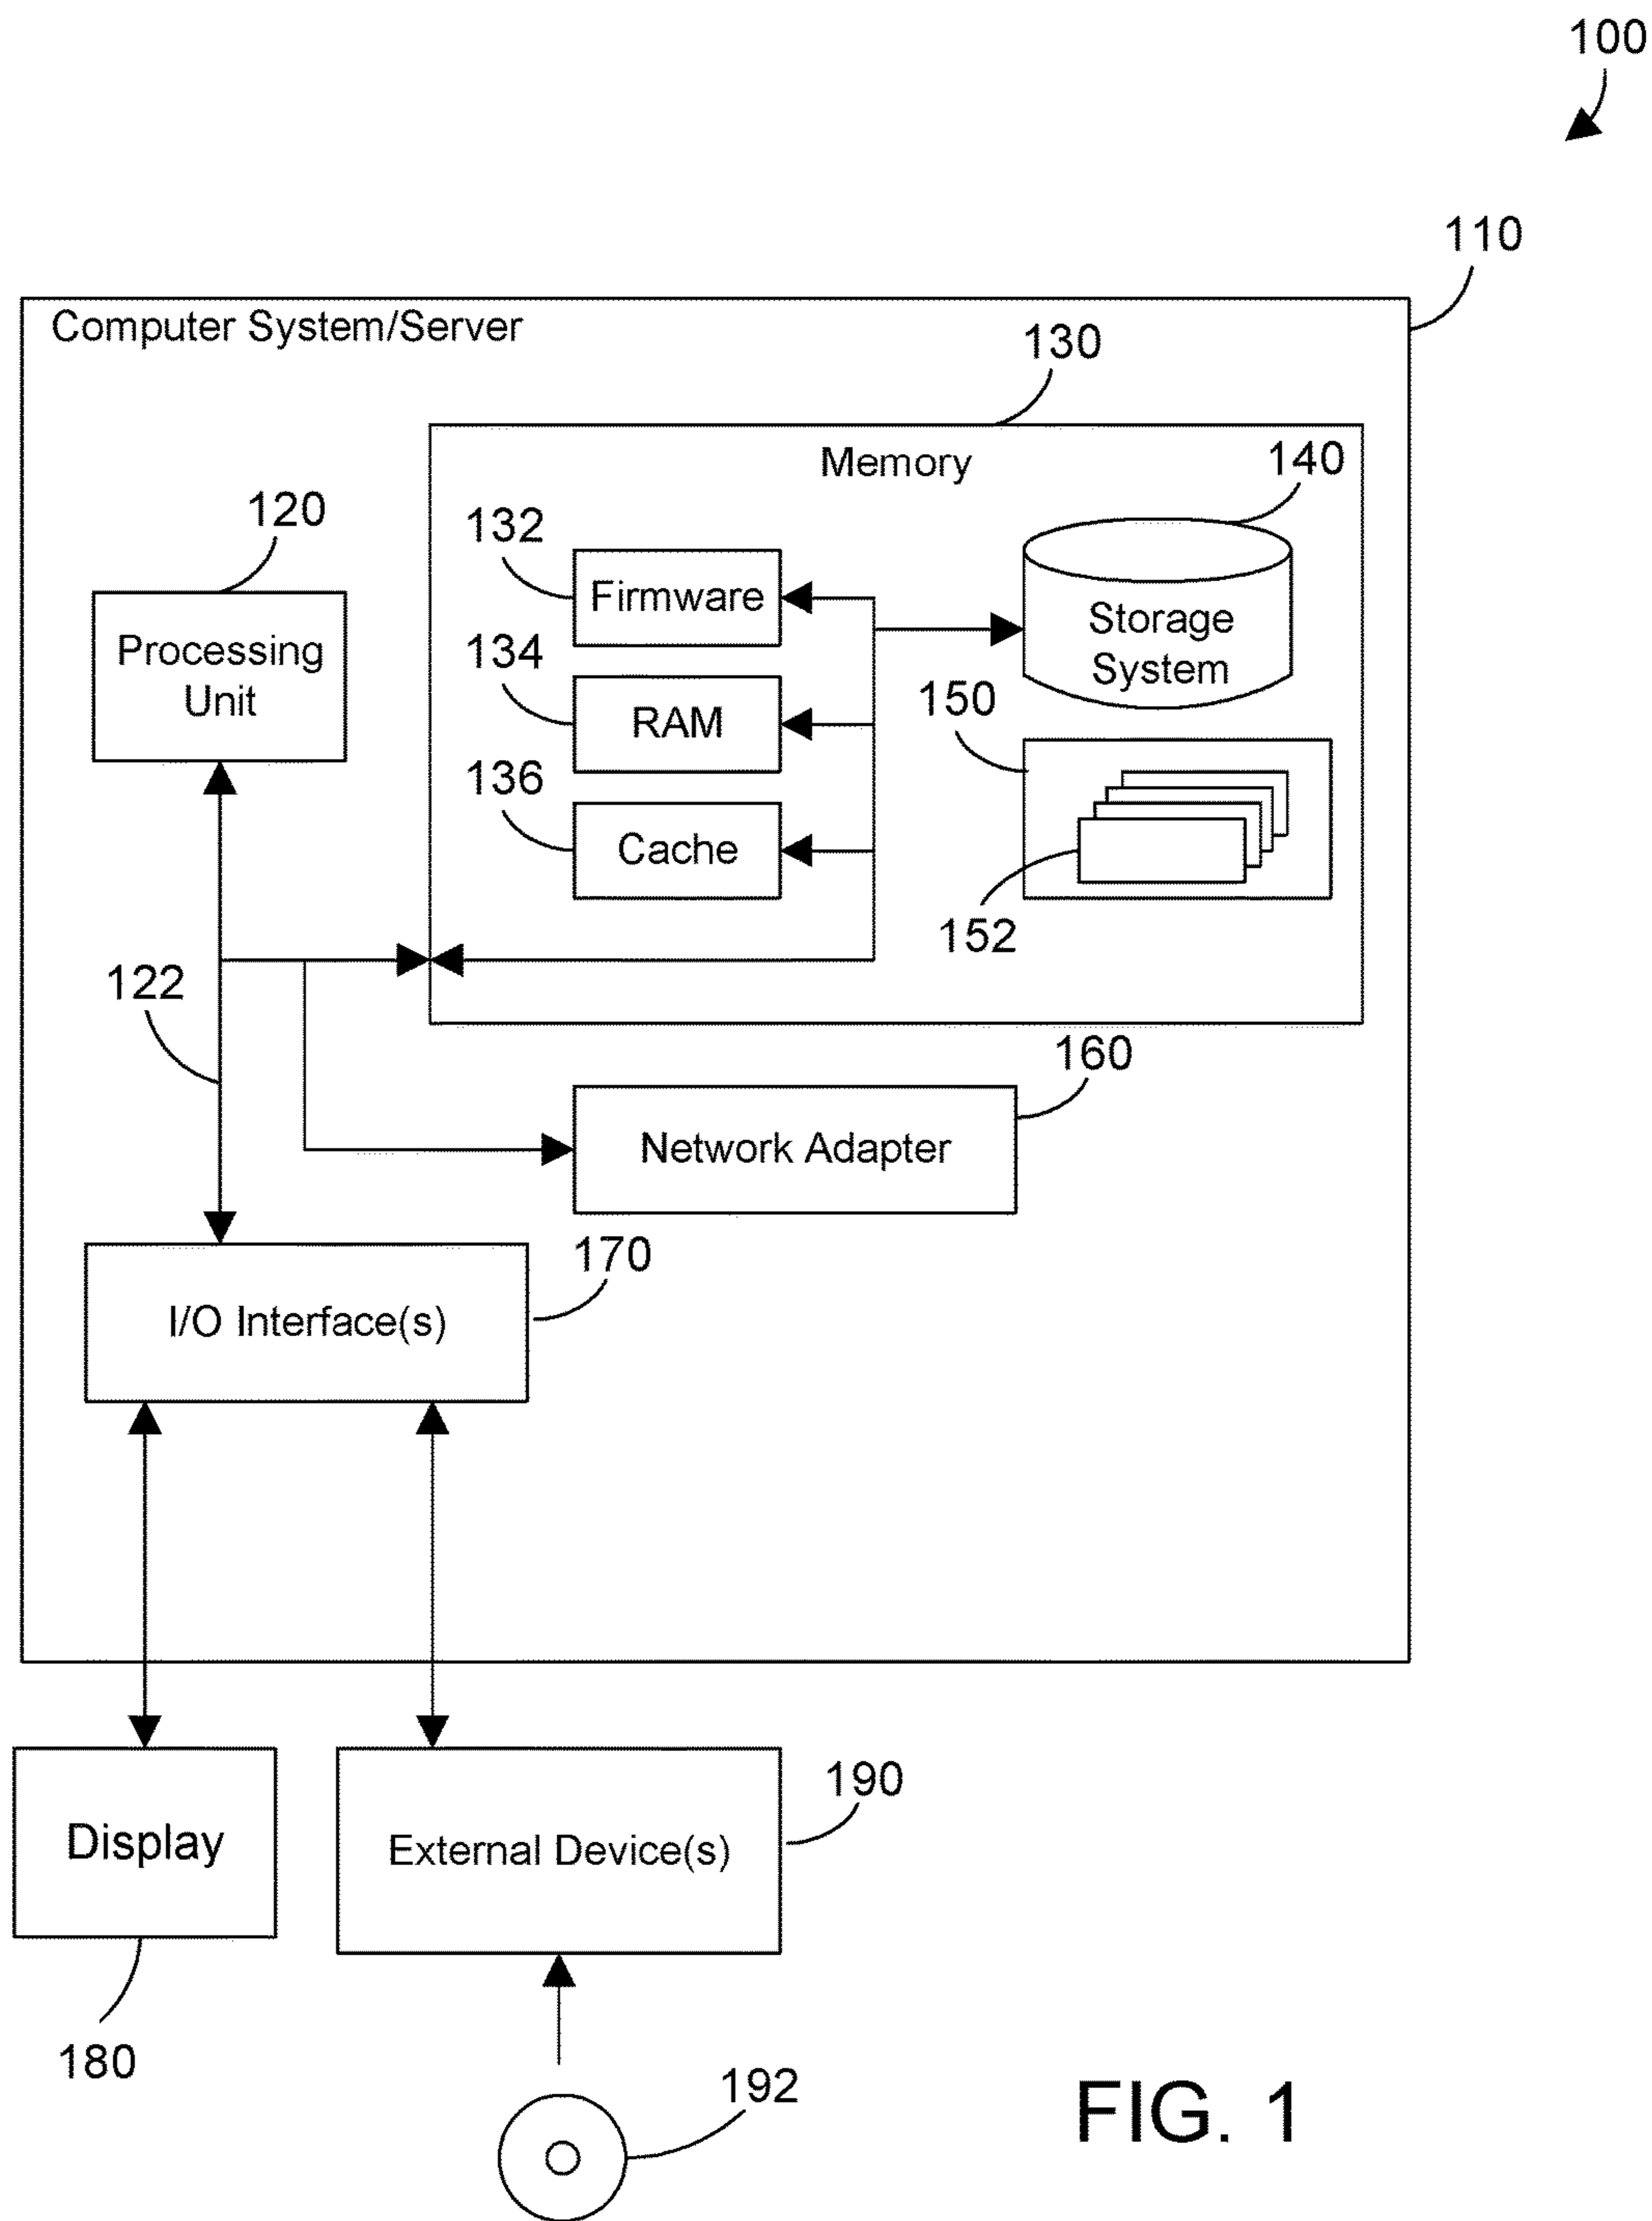 100
110
Computer System/Server
130
Memory
140
120
132
Firmware
Storage
System
Processing
Unit
134
RAM
150
136
Cache
152
122
160
Network Adapter
170
I/O Interface(s)
190
Display
External Device(s)
180
192
FIG. 1